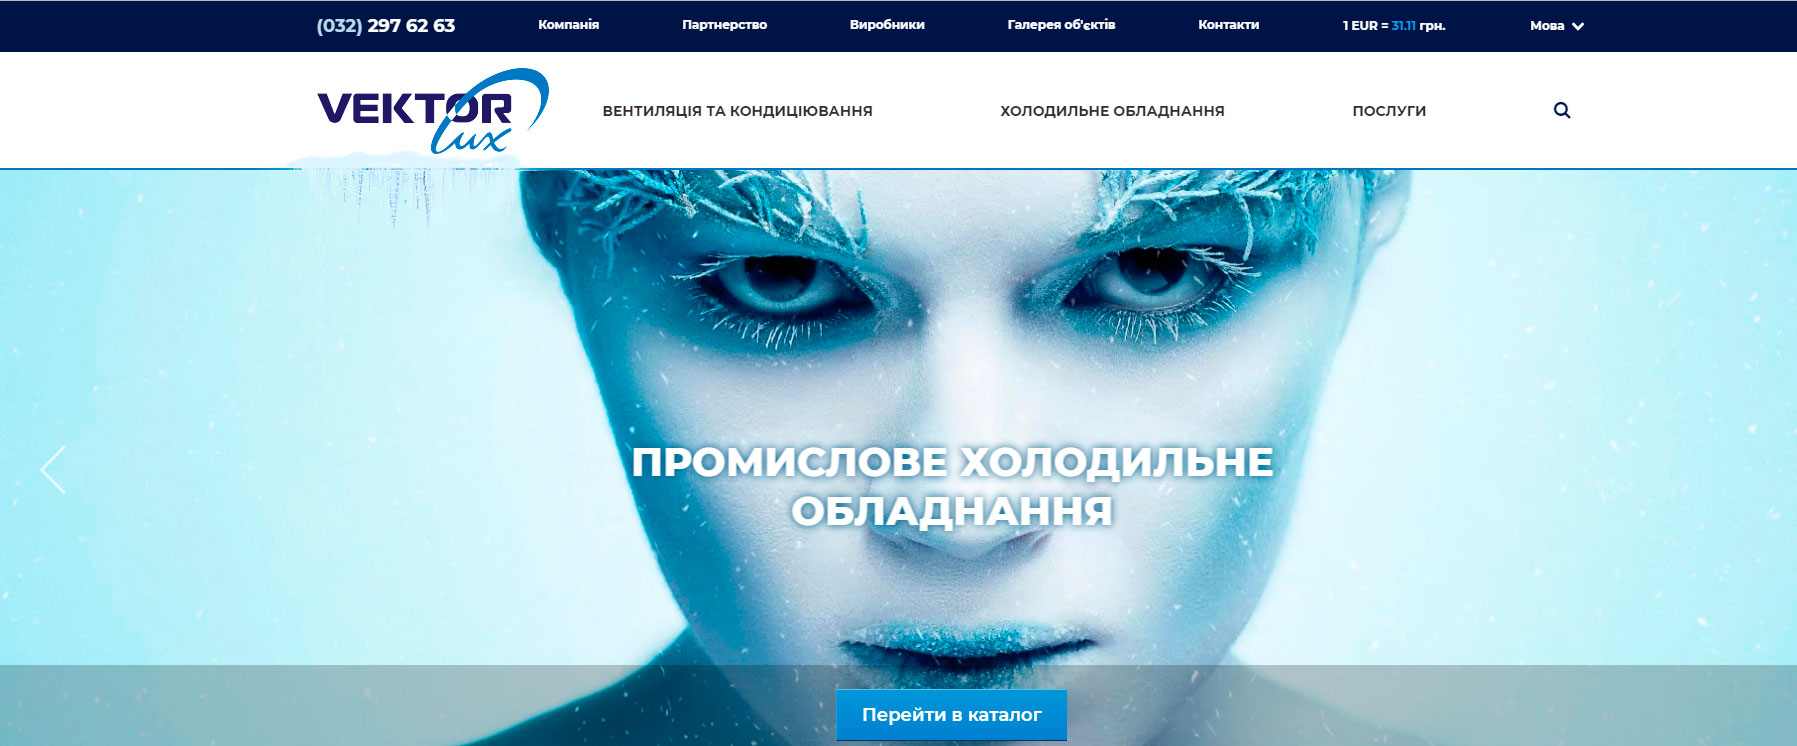 (032) 297 62 63
Компанія
Партнерство
Виробники
Галерея об'єктів
Контакти
1 EUR = 31.11 грн.
Мова
VEKTOR
lux
ВЕНТИЛЯЦІЯ ТА КОНДИЦІЮВАННЯ
ХОЛОДИЛЬНЕ ОБЛАДНАННЯ
ПОСЛУГИ
ПРОМИСЛОВЕ ХОЛОДИЛЬНЕ
ОБЛАДНАННЯ
Перейти в каталог